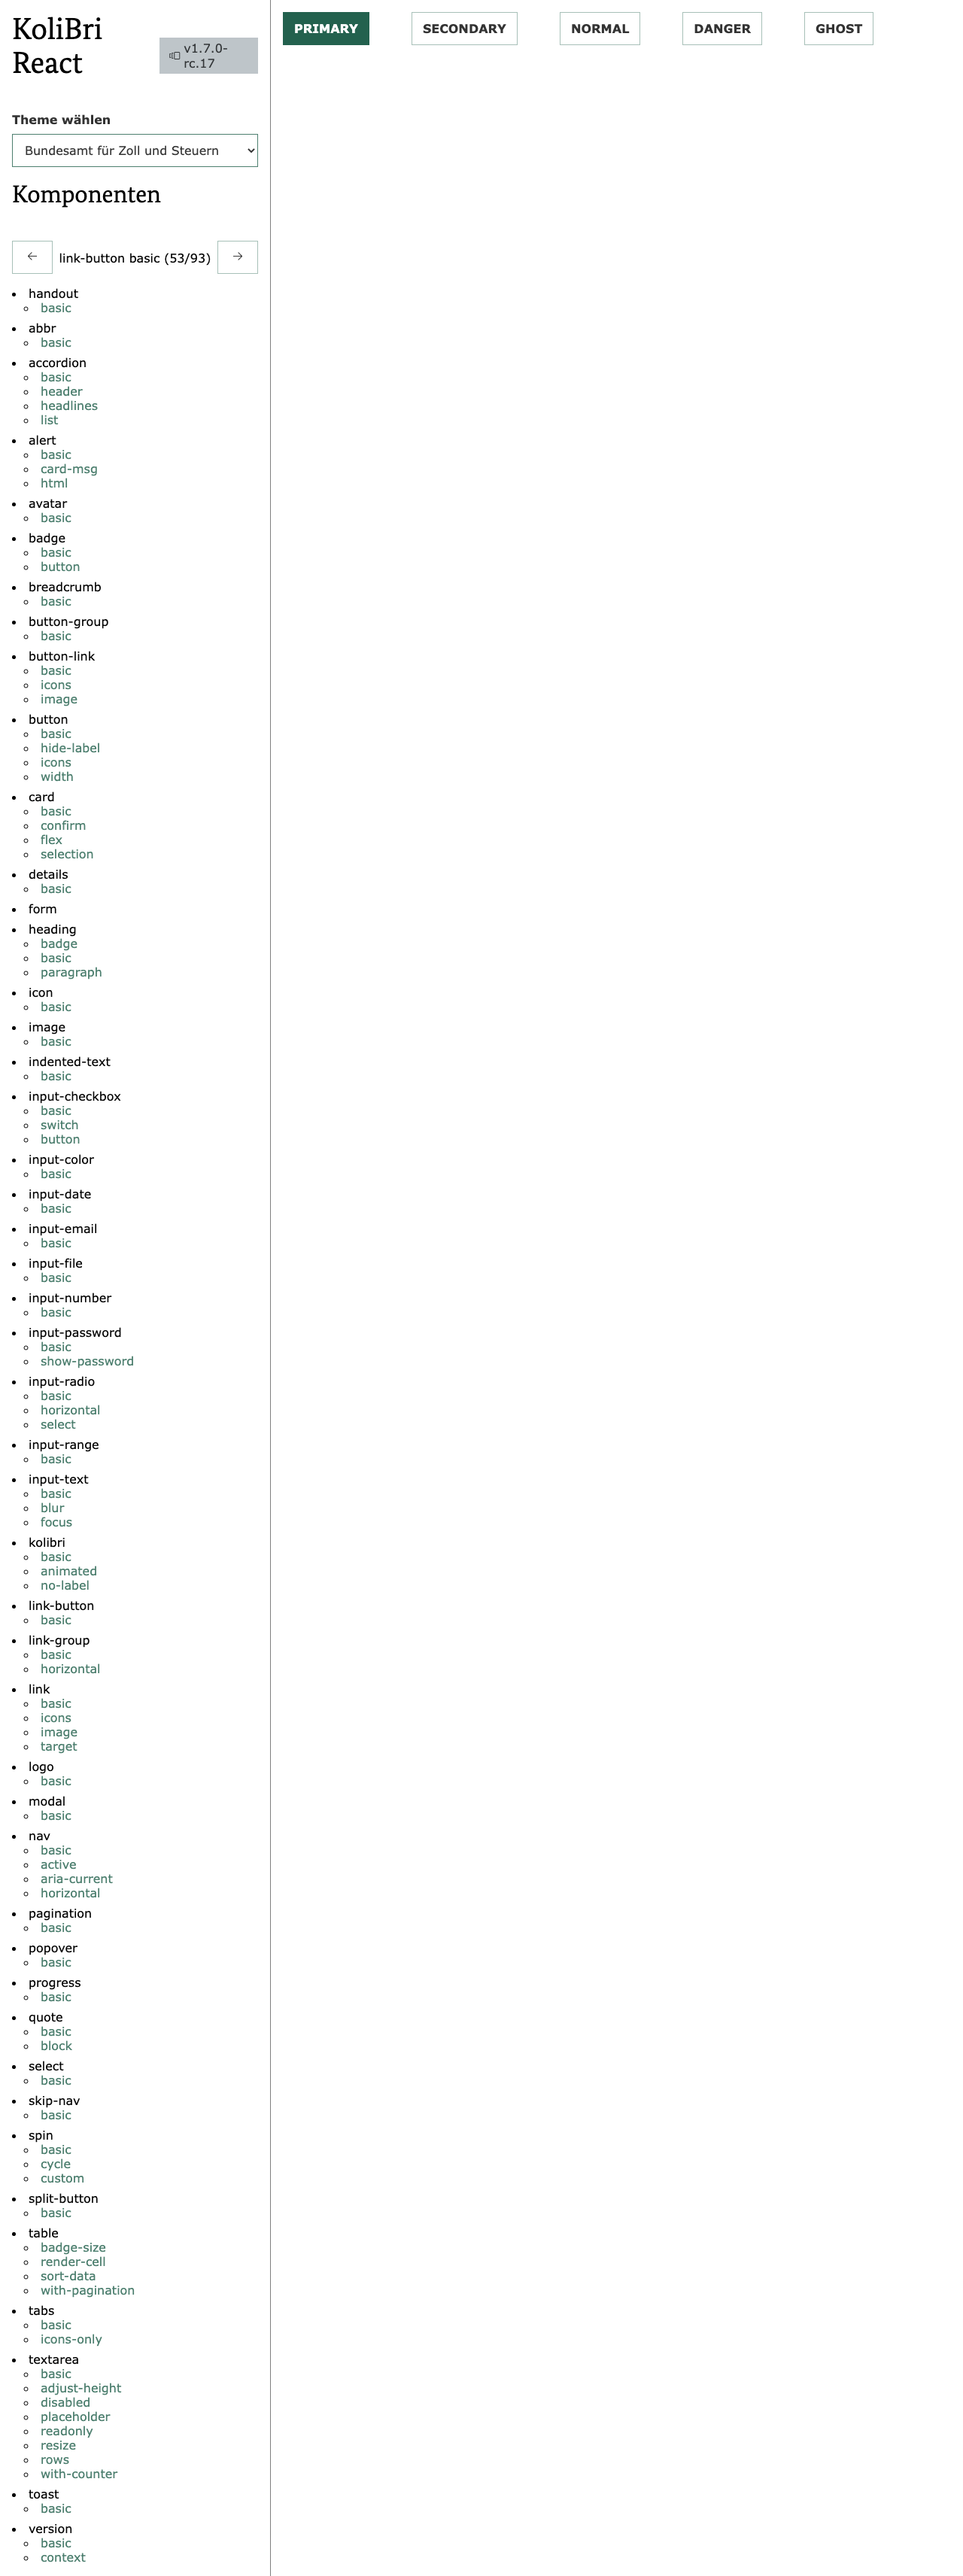 KoliBri
React
v1.7.0-
rc.17
Theme wählen
Bundesamt für Zoll und Steuern
Komponenten
← link-button basic (53/93) →
handout
basic
abbr
basic
accordion
basic
header
headlines
list
alert
basic
card-msg
html
avatar
basic
badge
basic
button
breadcrumb
basic
button-group
basic
button-link
basic
icons
image
button
basic
hide-label
icons
width
card
basic
confirm
flex
selection
details
basic
form
heading
badge
basic
paragraph
icon
basic
image
basic
indented-text
basic
input-checkbox
basic
switch
button
input-color
basic
input-date
basic
input-email
basic
input-file
basic
input-number
basic
input-password
basic
show-password
input-radio
basic
horizontal
select
input-range
basic
input-text
basic
blur
focus
kolibri
basic
animated
no-label
link-button
basic
link-group
basic
horizontal
link
basic
icons
image
target
logo
basic
modal
basic
nav
basic
active
aria-current
horizontal
pagination
basic
popover
basic
progress
basic
quote
basic
block
select
basic
skip-nav
basic
spin
basic
cycle
custom
split-button
basic
table
badge-size
render-cell
sort-data
with-pagination
tabs
basic
icons-only
textarea
basic
adjust-height
disabled
placeholder
readonly
resize
rows
with-counter
toast
basic
version
basic
context
PRIMARY SECONDARY NORMAL DANGER GHOST